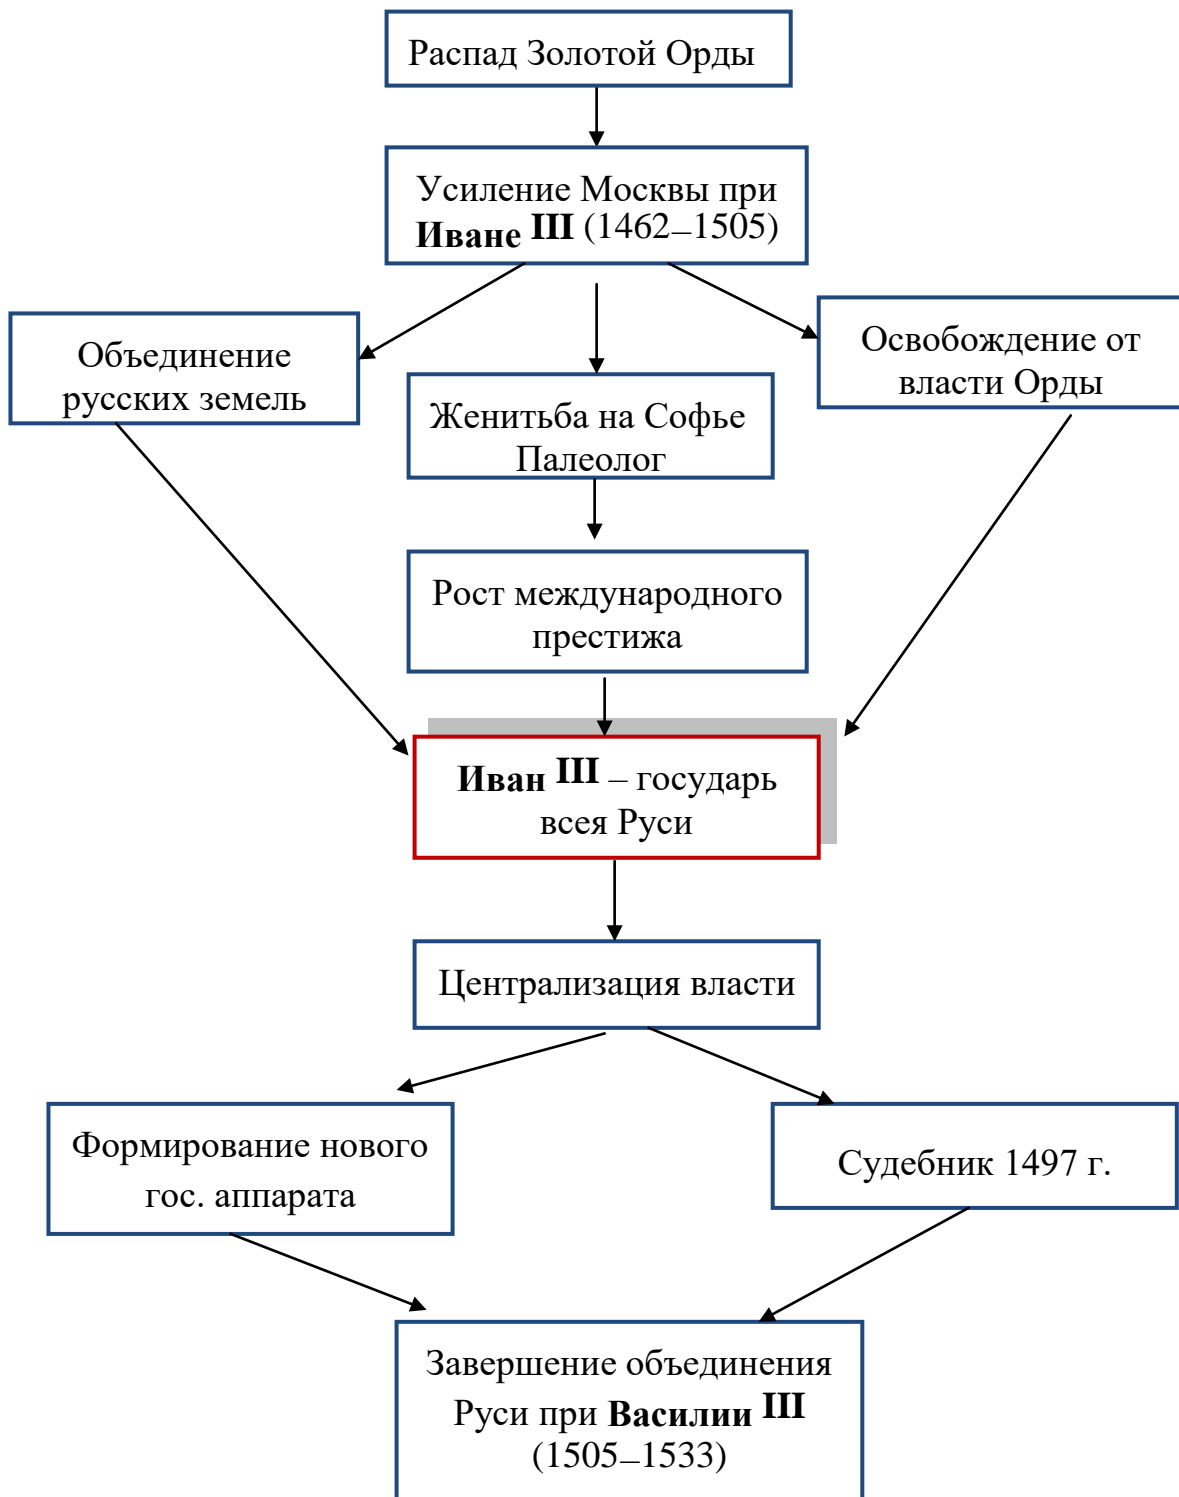 Распад Золотой Орды
Усиление Москвы при
Иване III (1462–1505)
Объединение
русских земель
Женитьба на Софье
Палеолог
Освобождение от
власти Орды
Рост международного
престижа
Иван III – государь
всея Руси
Централизация власти
Формирование нового
гос. аппарата
Судебник 1497 г.
Завершение объединения
Руси при Василии III
(1505–1533)